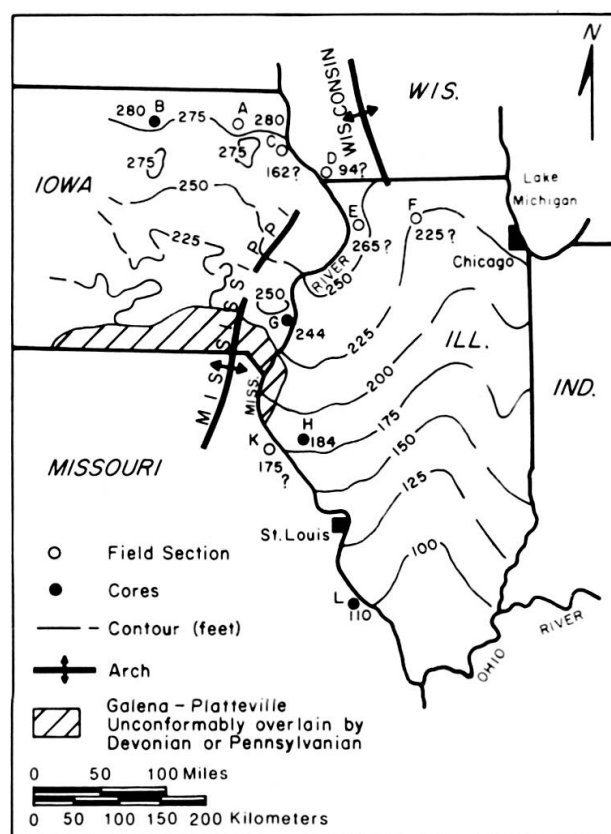 N
WIS.
WISCONSIN
B
280
275
A
280
C
275
275
162?
D
94?
Lake
Michigan
IOWA
250
E
265?
F
225?
Chicago
225
RIVER
250
250
G
244
MISSISSIPPI
225
ILL.
200
IND.
MISS.
175
H
184
K
175
?
150
MISSOURI
125
St. Louis
100
L
110
OHIO RIVER
Field Section
Cores
Contour (feet)
Arch
Galena – Platteville
Unconformably overlain by
Devonian or Pennsylvanian
0 50 100 Miles
0 50 100 150 200
Kilometers